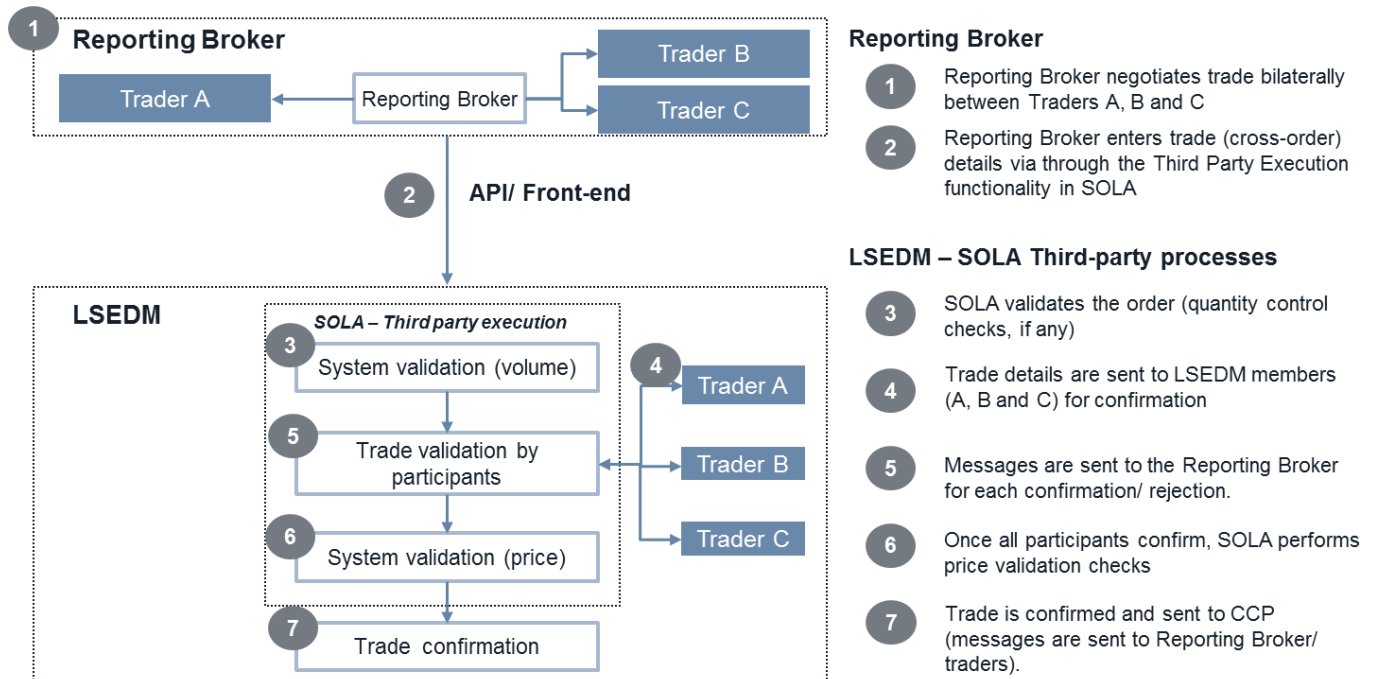 1
Reporting Broker
Trader A
Reporting Broker
Trader B
Trader C
2
API/ Front-end
LSEDM
SOLA – Third party execution
3
System validation (volume)
4
Trader A
5
Trade validation by
participants
Trader B
6
System validation (price)
Trader C
7
Trade confirmation
Reporting Broker
1
Reporting Broker negotiates trade bilaterally
between Traders A, B and C
2
Reporting Broker enters trade (cross-order)
details via through the Third Party Execution
functionality in SOLA
LSEDM – SOLA Third-party processes
3
SOLA validates the order (quantity control
checks, if any)
4
Trade details are sent to LSEDM members
(A, B and C) for confirmation
5
Messages are sent to the Reporting Broker
for each confirmation/ rejection.
6
Once all participants confirm, SOLA performs
price validation checks
7
Trade is confirmed and sent to CCP
(messages are sent to Reporting Broker/
traders).